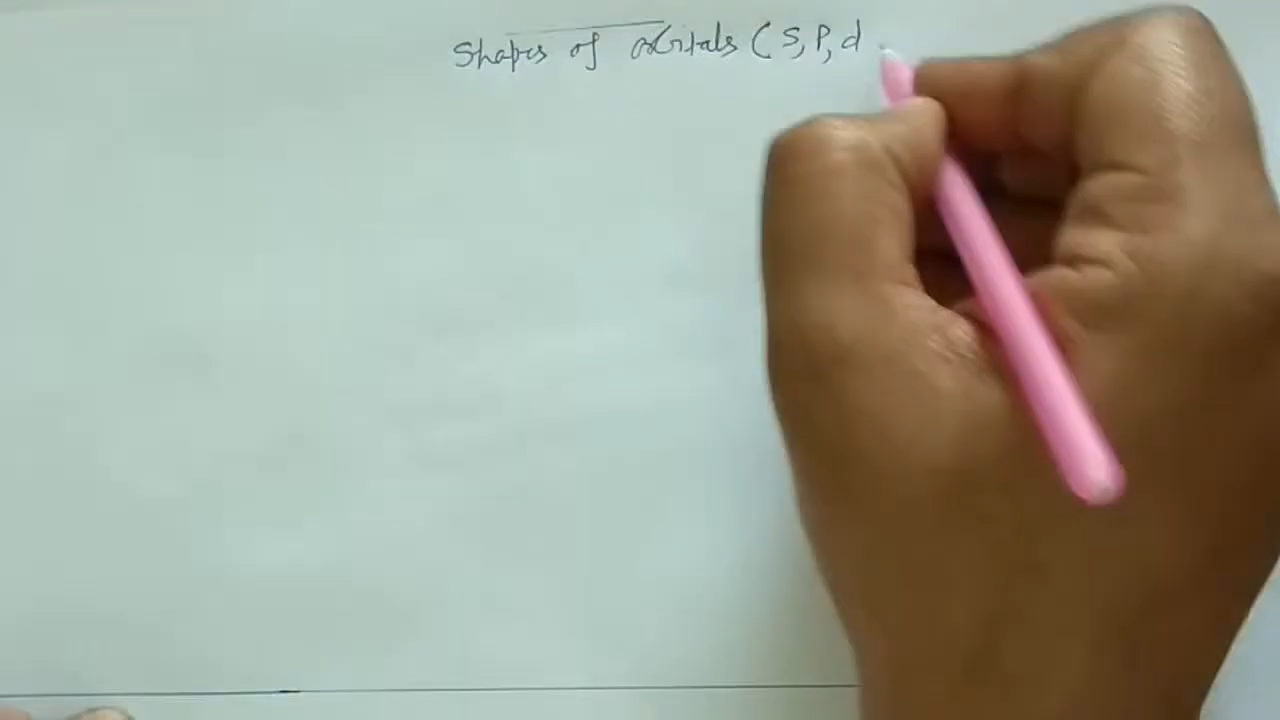 Shapes of orbitals (S, P, d